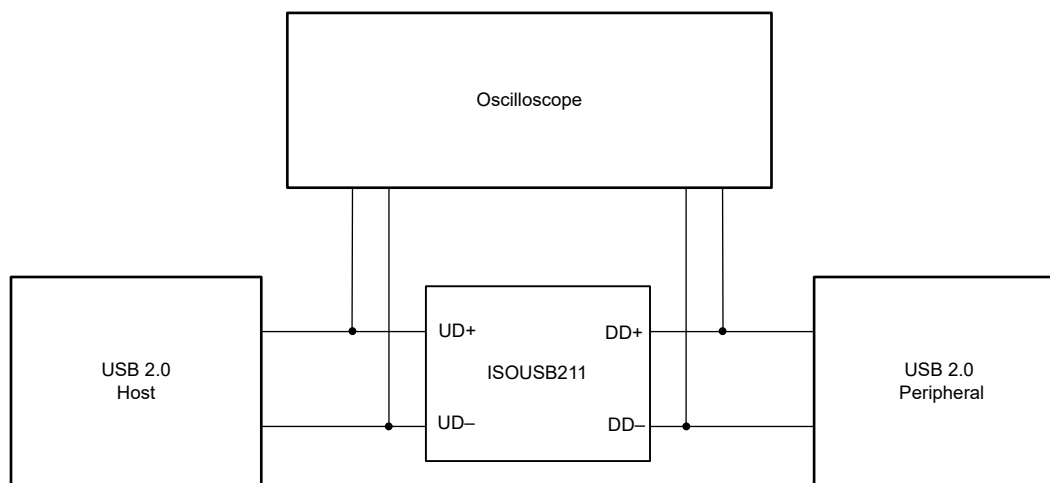 Oscilloscope
USB 2.0
Host
UD+
UD–
ISOUSB211
DD+
DD–
USB 2.0
Peripheral